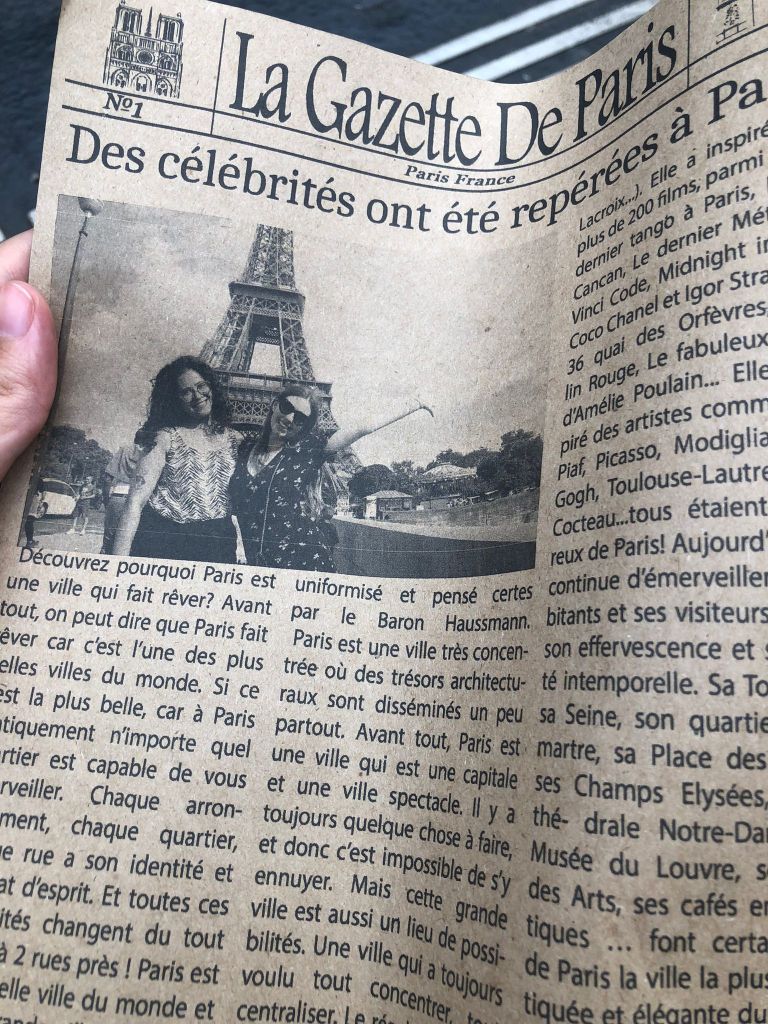 La Gazette De Paris
Nº1
Paris France
Des célébrités ont été repérées à Pa
Découvrez pourquoi Paris est
une ville qui fait rêver? Avant
tout, on peut dire que Paris fait
rêver car c'est l'une des plus
elles villes du monde. Si ce
est la plus belle, car à Paris
atiquement n'importe quel
rtier est capable de vous
rveiller. Chaque arron-
ment, chaque quartier,
ue rue a son identité et
at d'esprit. Et toutes ces
ités changent du tout
à 2 rues près ! Paris est
elle ville du monde et
uniformisé et pensé certes
par le Baron Haussmann.
Paris est une ville très concen-
trée où des trésors architectu-
raux sont disséminés un peu
partout. Avant tout, Paris est
une ville qui est une capitale
et une ville spectacle. Il y a
toujours quelque chose à faire,
et donc c'est impossible de s'y
ennuyer. Mais cette grande
ville est aussi un lieu de possi-
bilités. Une ville qui a toujours
voulu tout concentrer, to
centraliser. Le
Lacroix...). Elle a inspiré
plus de 200 films, parmi
dernier tango à Paris,
Cancan, Le dernier Mét
Vinci Code, Midnight in
Coco Chanel et Igor Stra
36 quai des Orfèvres,
lin Rouge, Le fabuleux
d'Amélie Poulain... Elle
piré des artistes comm
Piaf, Picasso, Modiglia
Gogh, Toulouse-Lautre
Cocteau...tous étaient
reux de Paris! Aujourd'
continue d'émerveiller
bitants et ses visiteurs
son effervescence et s
té intemporelle. Sa To
sa Seine, son quartie
martre, sa Place des
ses Champs Elysées,
thé- drale Notre-Da
Musée du Louvre, s
des Arts, ses cafés e
tiques ... font certa
de Paris la ville la plus
tiquée et élégante du